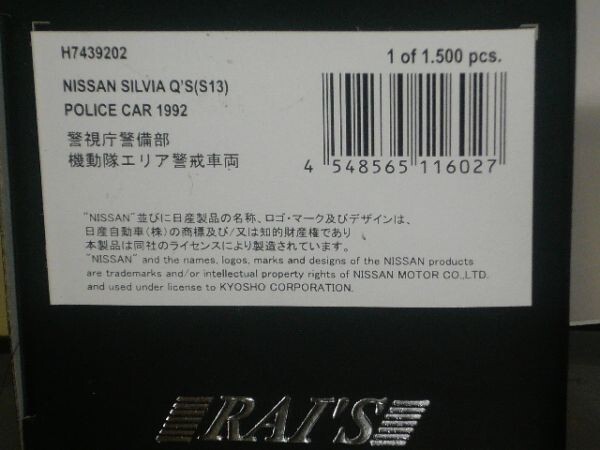 H7439202
1 of 1.500 pcs.
NISSAN SILVIA Q'S(S13)
POLICE CAR 1992
警視庁警備部
機動隊エリア警戒車両
4 548565 116027
"NISSAN"並びに日産製品の名称、ロゴ・マーク及びデザインは、
日産自動車(株)の商標及び/又は知的財産権であり
本製品は同社のライセンスにより製造されています。
"NISSAN" and the names, logos, marks and designs of the NISSAN products
are trademarks and/or intellectual property rights of NISSAN MOTOR CO.,LTD.
and used under license to KYOSHO CORPORATION.
RAI'S